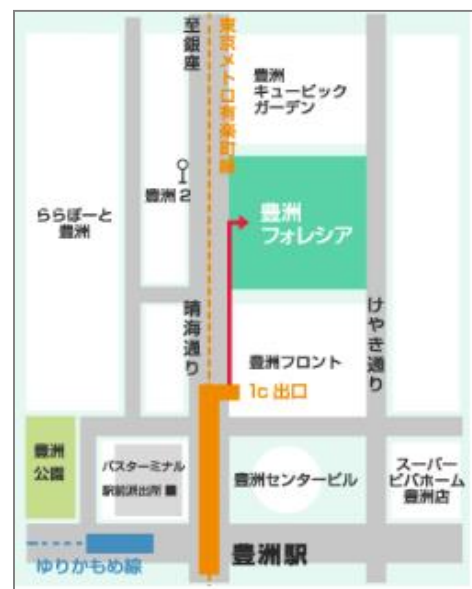 至銀座
東京メトロ有楽町線
豊洲
キュービック
ガーデン
豊洲 2
ららぽーと
豊洲
豊洲
フォレシア
晴海通り
けやき通り
豊洲フロント
1c 出口
豊洲
公園
バスターミナル
駅前派出所
豊洲センタービル
スーパー
ビバホーム
豊洲店
豊洲駅
ゆりかもめ線